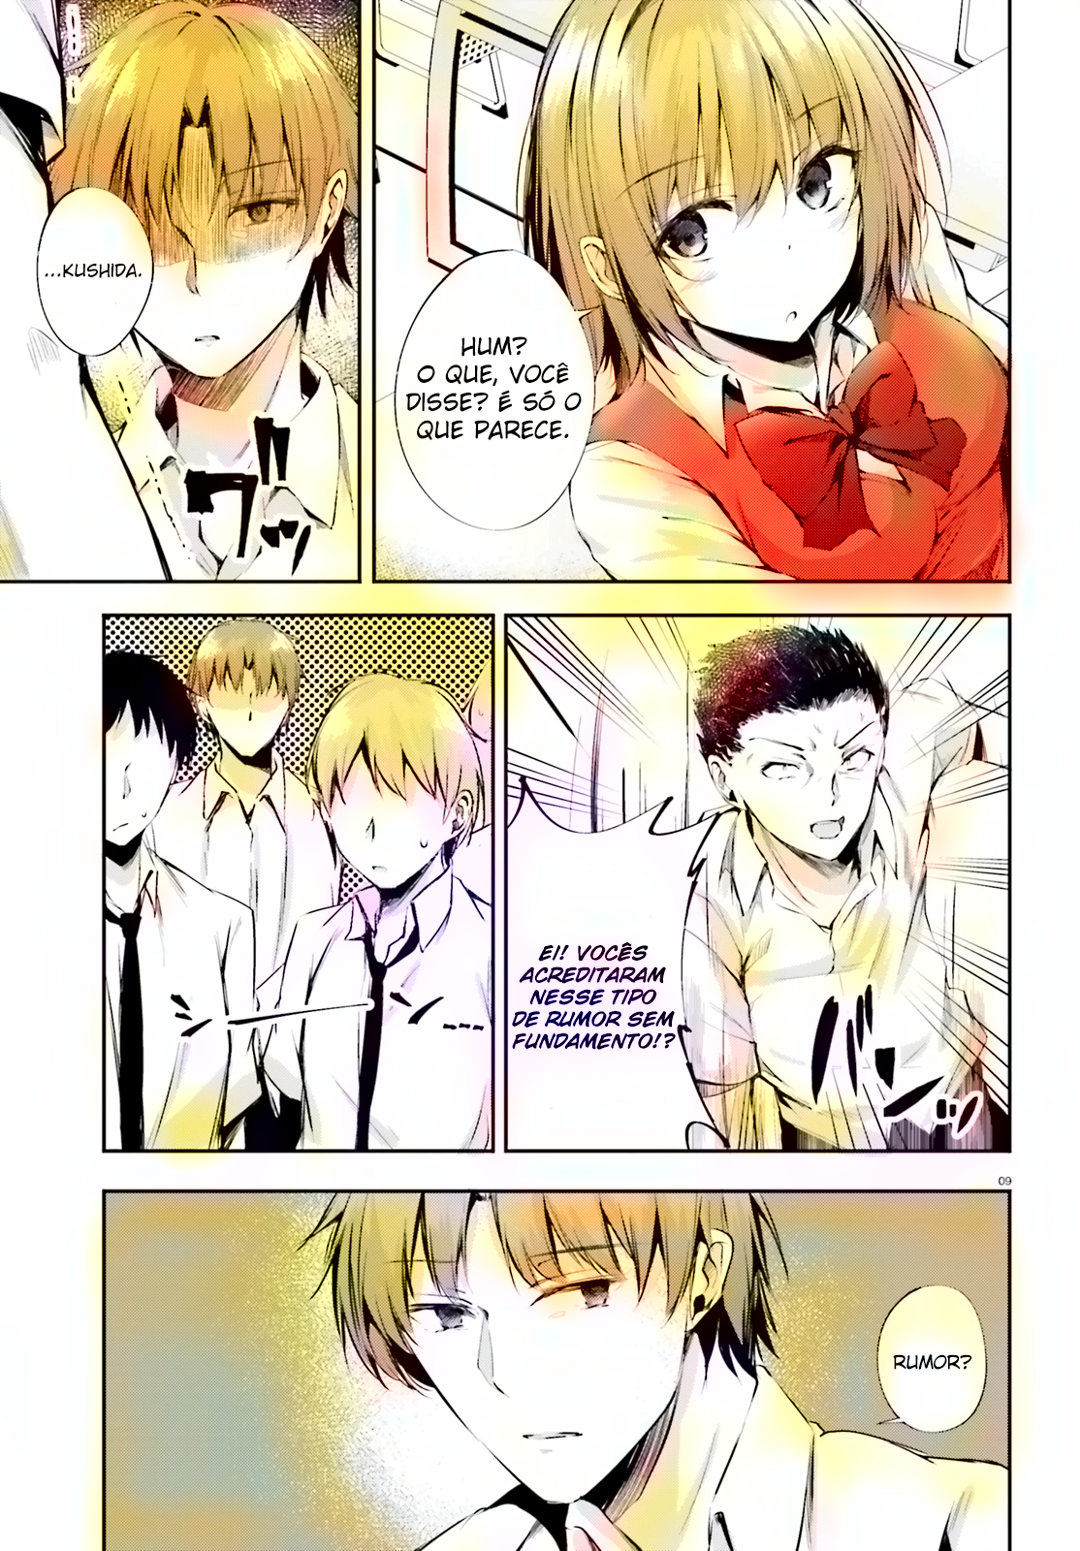 HUM?
O QUE, VOCÊ
DISSE? É SÓ O
QUE PARECE.
...KUSHIDA.
EI! VOCÊS
ACREDITARAM
NESSE TIPO
DE RUMOR SEM
FUNDAMENTO!?
09
RUMOR?